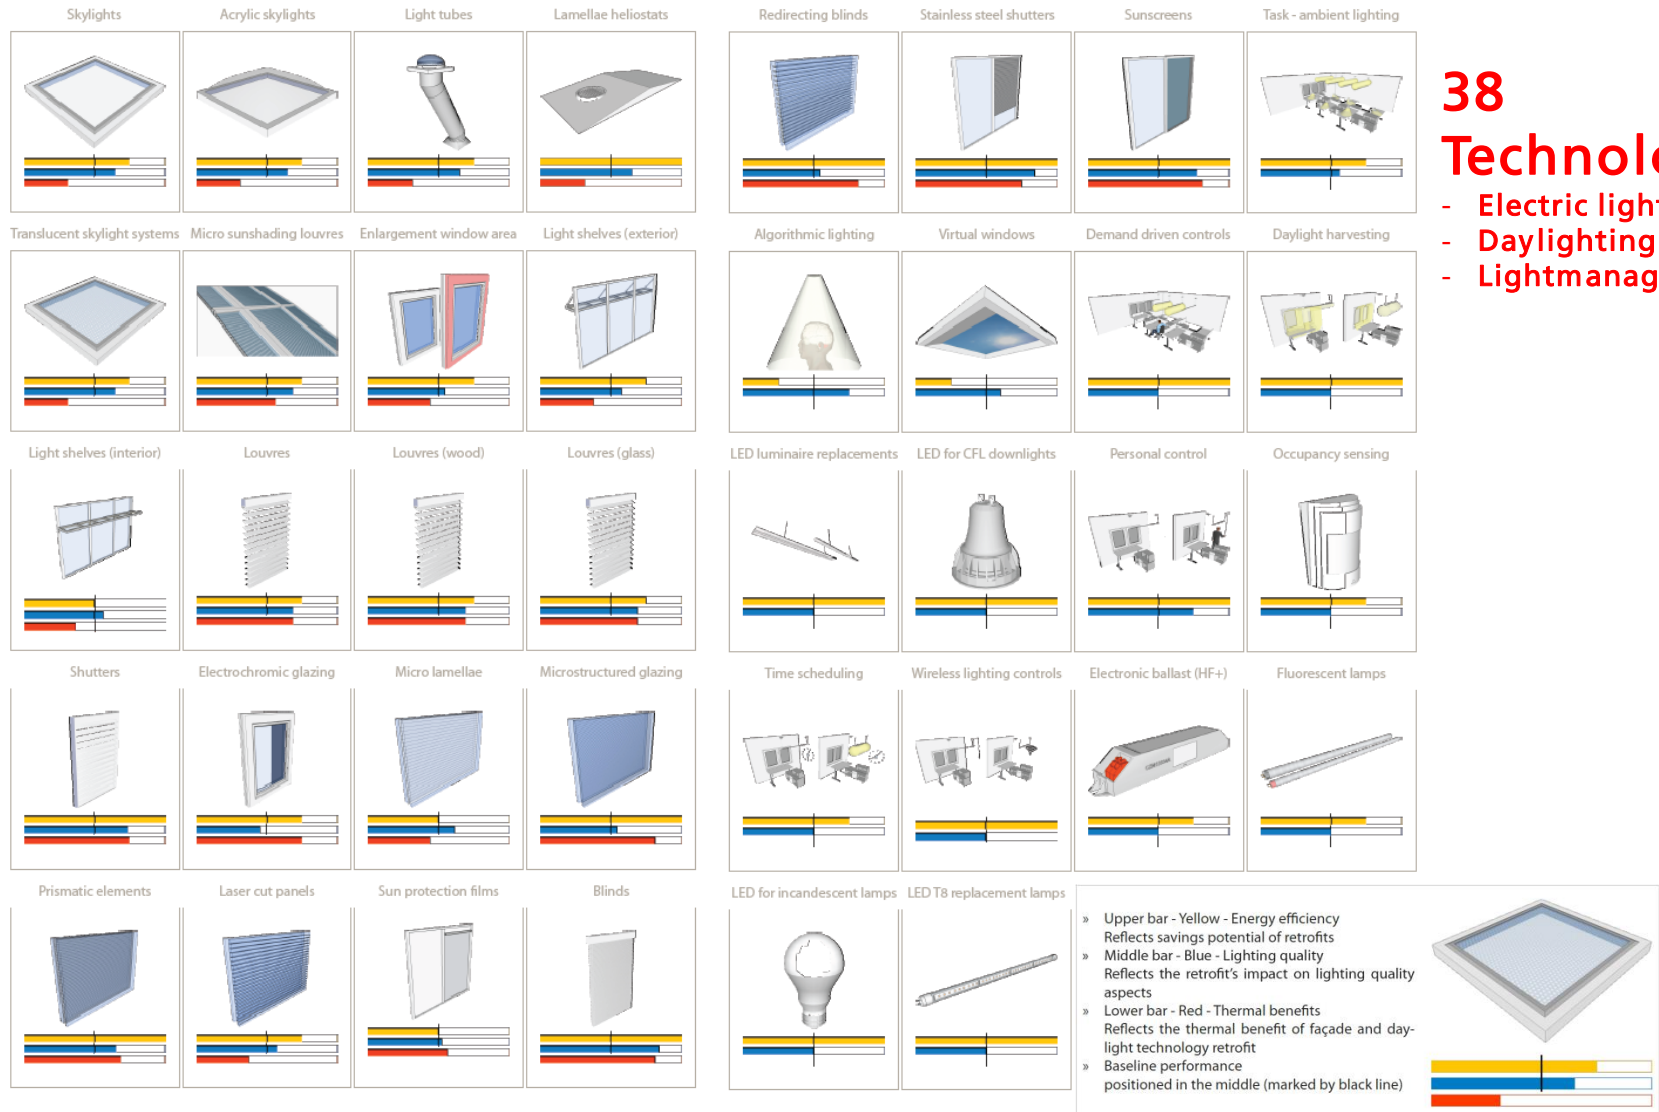 Skylights
Acrylic skylights
Light tubes
Lamellae heliostats
Redirecting blinds
Stainless steel shutters
Sunscreens
Task - ambient lighting
38
Technolo
- Electric light
- Daylighting
- Lightmanag
Translucent skylight systems
Micro sunshading louvres
Enlargement window area
Light shelves (exterior)
Algorithmic lighting
Virtual windows
Demand driven controls
Daylight harvesting
Light shelves (interior)
Louvres
Louvres (wood)
Louvres (glass)
LED luminaire replacements
LED for CFL downlights
Personal control
Occupancy sensing
Shutters
Electrochromic glazing
Micro lamellae
Microstructured glazing
Time scheduling
Wireless lighting controls
Electronic ballast (HF+)
Fluorescent lamps
Prismatic elements
Laser cut panels
Sun protection films
Blinds
LED for incandescent lamps
LED T8 replacement lamps
» Upper bar - Yellow - Energy efficiency
Reflects savings potential of retrofits
» Middle bar - Blue - Lighting quality
Reflects the retrofit's impact on lighting quality
aspects
» Lower bar - Red - Thermal benefits
Reflects the thermal benefit of façade and day-
light technology retrofit
» Baseline performance
positioned in the middle (marked by black line)